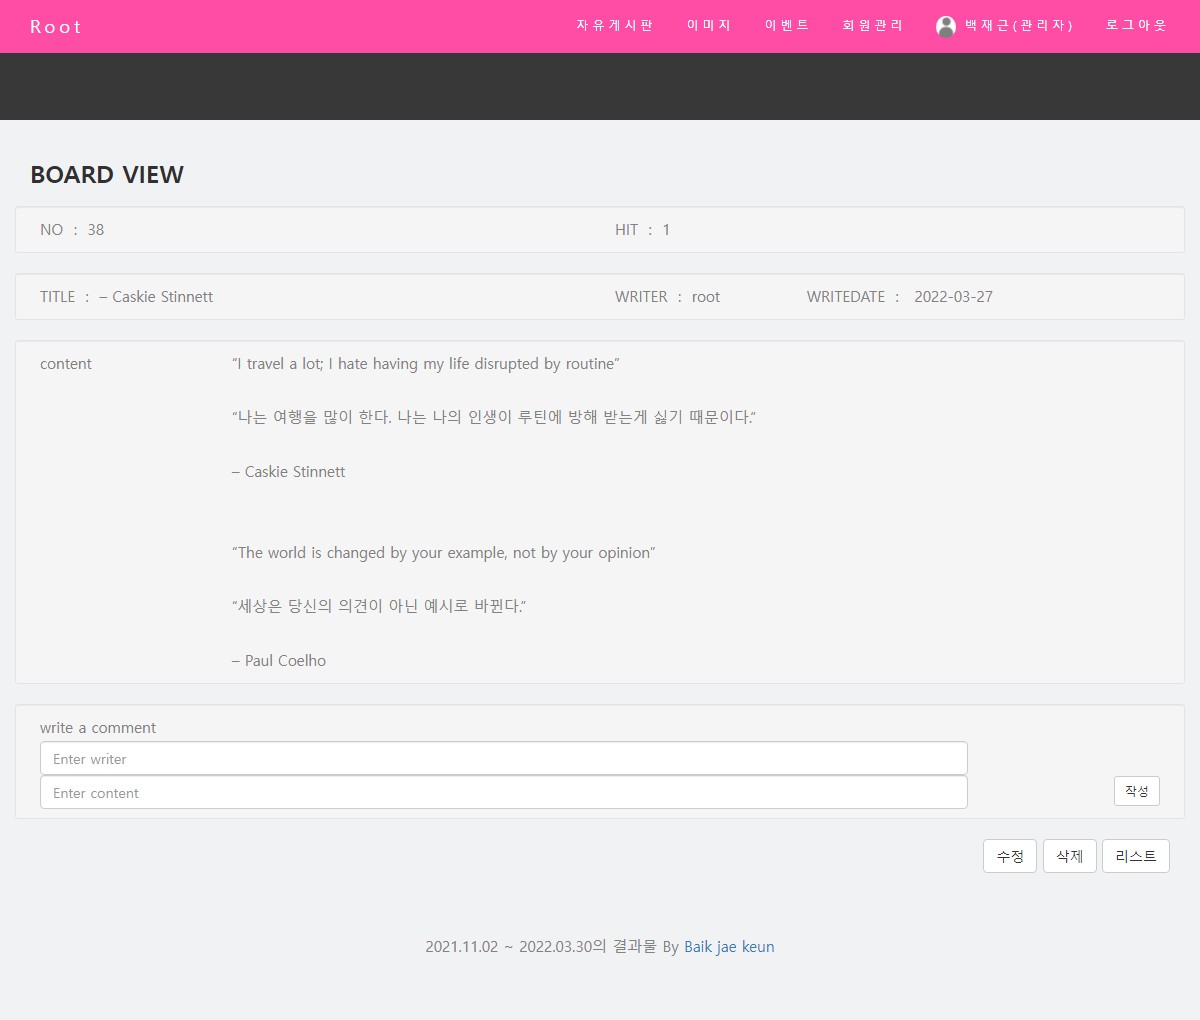 Root 자유게시판 이미지 이벤트 회원관리 백재근(관리자) 로그아웃
BOARD VIEW
NO : 38 HIT : 1
TITLE : – Caskie Stinnett WRITER : root WRITEDATE : 2022-03-27
content “I travel a lot; I hate having my life disrupted by routine”
“나는 여행을 많이 한다. 나는 나의 인생이 루틴에 방해 받는게 싫기 때문이다.“
– Caskie Stinnett
“The world is changed by your example, not by your opinion”
“세상은 당신의 의견이 아닌 예시로 바뀐다.“
– Paul Coelho
write a comment
Enter writer
Enter content 작성
수정 삭제 리스트
2021.11.02 ~ 2022.03.30의 결과물 By Baik jae keun